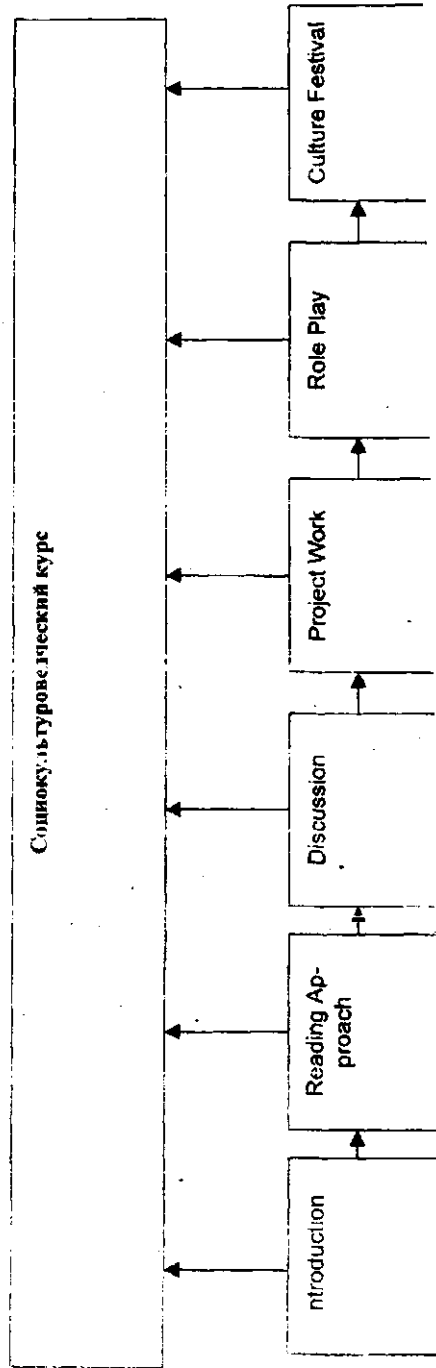 Социокультуроведческий курс
ntroduction
Reading Ap-
proach
Discussion
Project Work
Role Play
Culture Festival